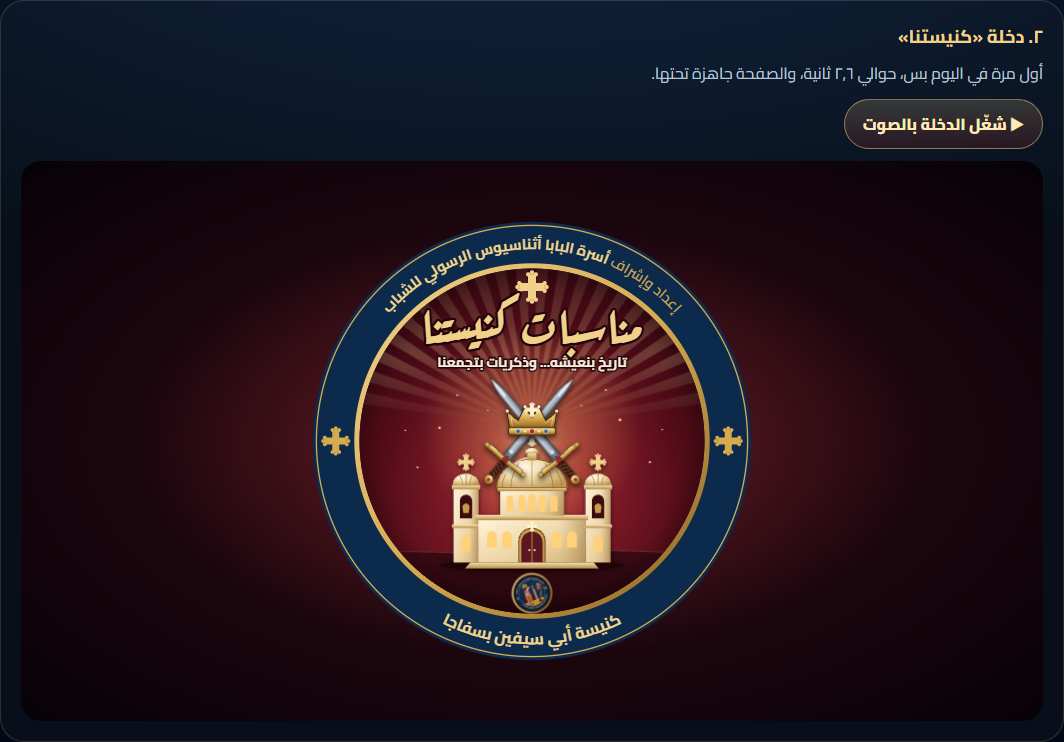 ٢. دخلة «كنيستنا»
أول مرة في اليوم بس، حوالي ٢٫٦ ثانية، والصفحة جاهزة تحتها.
▶ شغّل الدخلة بالصوت
إعداد وإشراف أسرة البابا أثناسيوس الرسولي للشباب
مناسبات كنيستنا
تاريخ بنعيشه... وذكريات بتجمعنا
كنيسة أبي سيفين بسفاجا